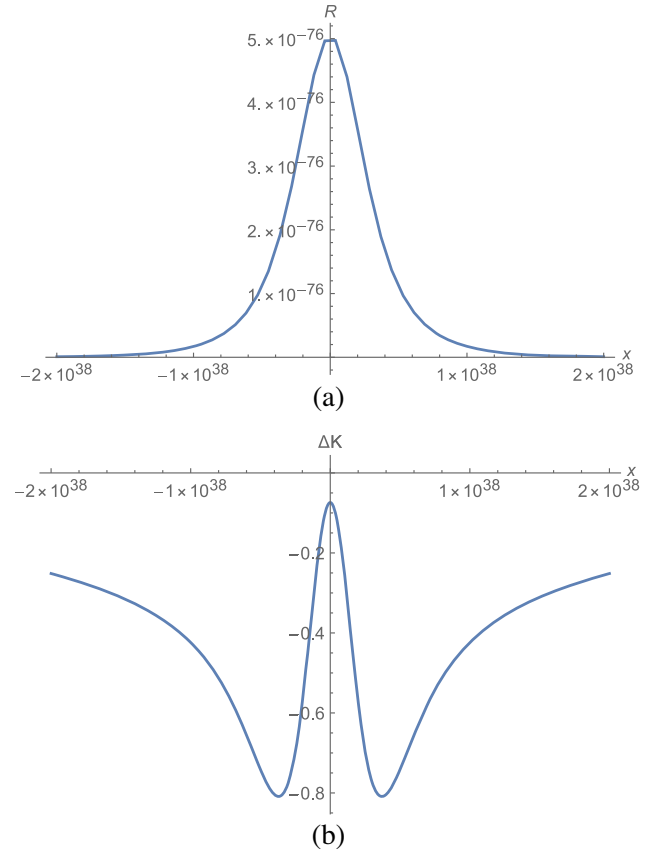 R
5. × 10⁻⁷⁶
4. × 10⁻⁷⁶
3. × 10⁻⁷⁶
2. × 10⁻⁷⁶
1. × 10⁻⁷⁶
x
−2 × 10³⁸ −1 × 10³⁸ 1 × 10³⁸ 2 × 10³⁸
(a)
ΔK
x
−2 × 10³⁸ −1 × 10³⁸ 1 × 10³⁸ 2 × 10³⁸
−0.2
−0.4
−0.6
−0.8
(b)